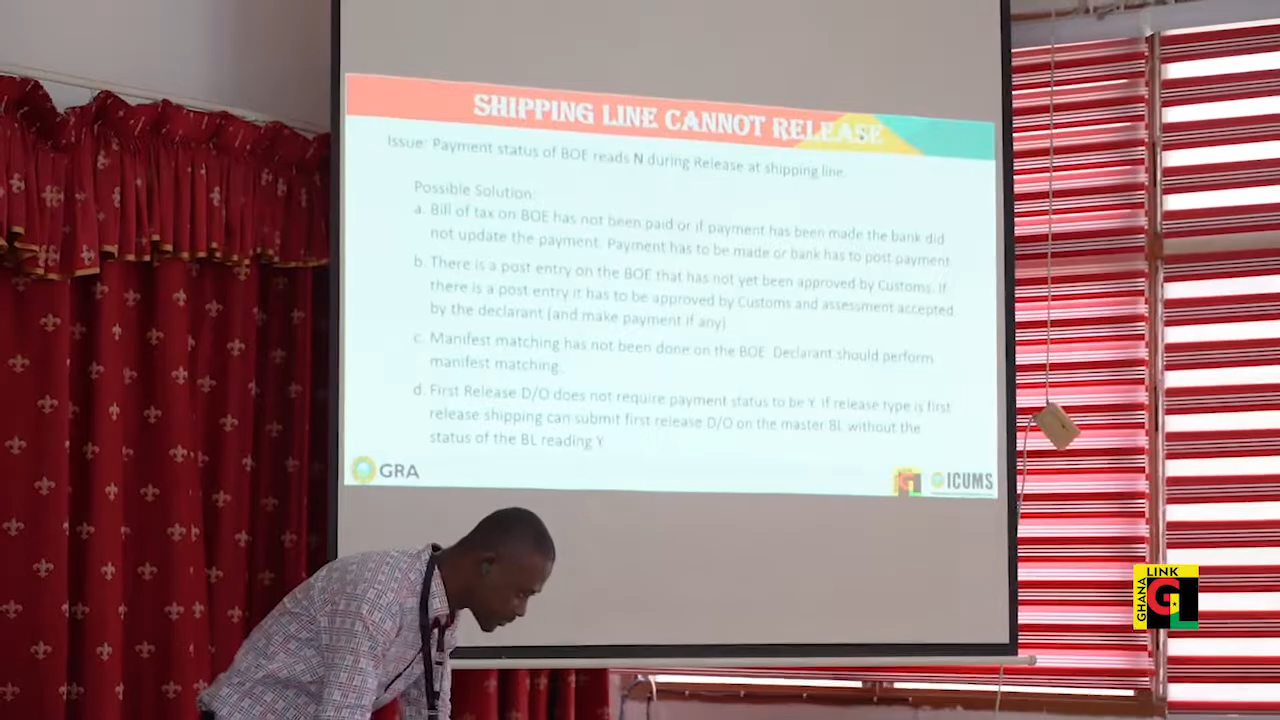 SHIPPING LINE CANNOT RELEASE
Issue: Payment status of BOE reads N during Release at shipping line.
Possible Solution:
a. Bill of tax on BOE has not been paid or if payment has been made the bank did
not update the payment. Payment has to be made or bank has to post payment
b. There is a post entry on the BOE that has not yet been approved by Customs. If
there is a post entry it has to be approved by Customs and assessment accepted
by the declarant (and make payment if any)
c. Manifest matching has not been done on the BOE. Declarant should perform
manifest matching.
d. First Release D/O does not require payment status to be Y. If release type is first
release shipping can submit first release D/O on the master BL without the
status of the BL reading Y
GRA
ICUMS
GHANA
LINK
GL